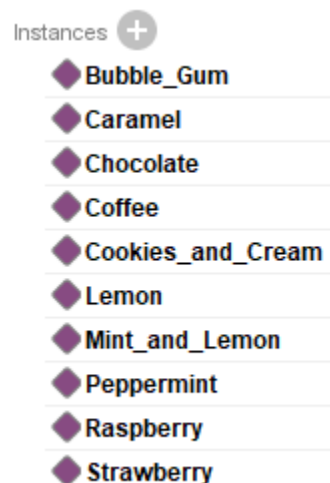 Instances
Bubble_Gum
Caramel
Chocolate
Coffee
Cookies_and_Cream
Lemon
Mint_and_Lemon
Peppermint
Raspberry
Strawberry